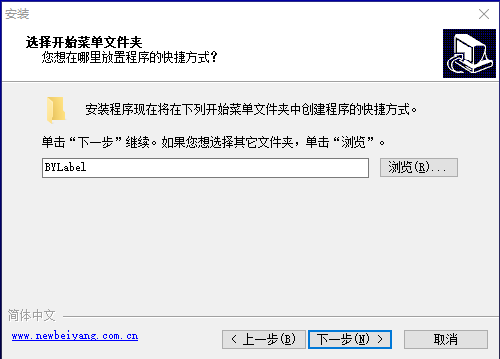 安装
选择开始菜单文件夹
您想在哪里放置程序的快捷方式?
安装程序现在将在下列开始菜单文件夹中创建程序的快捷方式。
单击“下一步”继续。如果您想选择其它文件夹,单击“浏览”。
BYLabel
浏览(R)...
简体中文
www.newbeiyang.com.cn
< 上一步(B)
下一步(N) >
取消